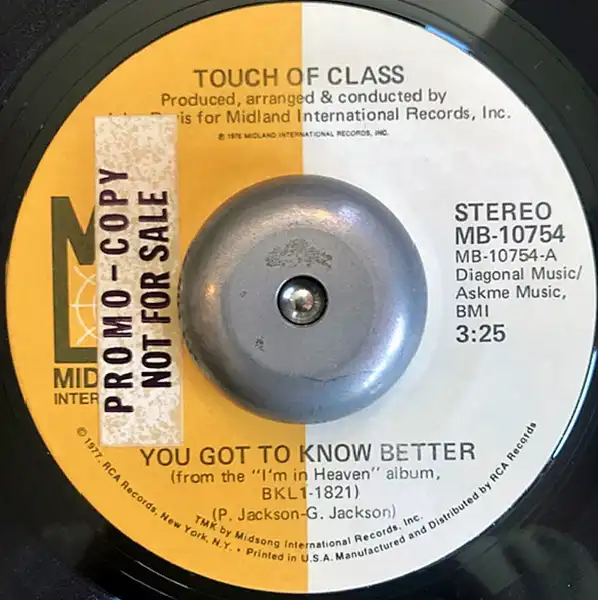 TOUCH OF CLASS
Produced, arranged & conducted by
for Midland International Records, Inc.
℗ 1976 MIDLAND INTERNATIONAL RECORDS, INC.
PROMO-COPY
NOT FOR SALE
M
MID
INTER
STEREO
MB-10754
MB-10754-A
Diagonal Music/
Askme Music,
BMI
3:25
YOU GOT TO KNOW BETTER
(from the "I'm in Heaven" album,
BKL1-1821)
(P. Jackson-G. Jackson)
TMK by Midsong International Records, Inc.
© 1977, RCA Records, New York, N.Y. • Printed in U.S.A. Manufactured and Distributed by RCA Records